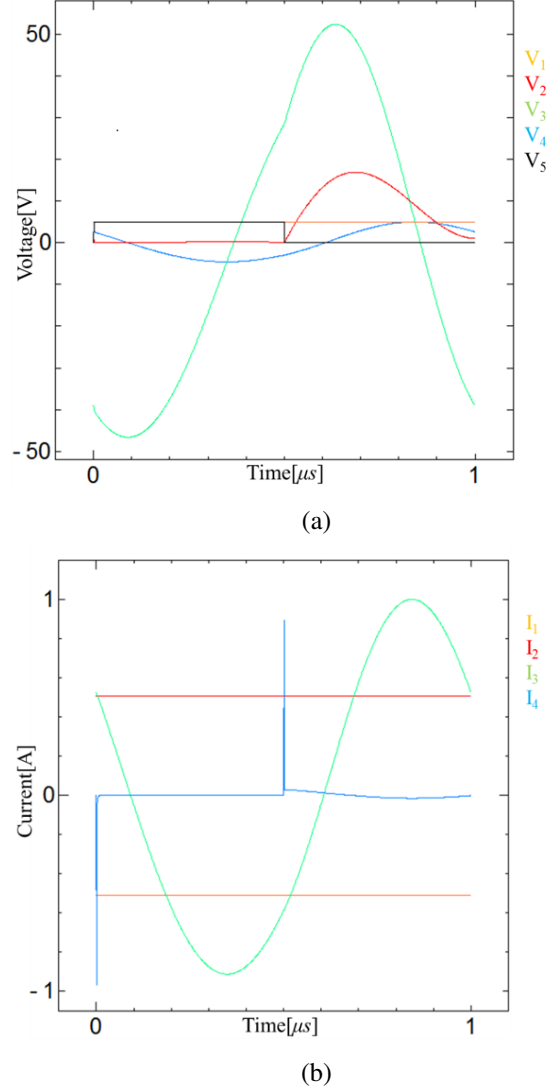 50
0
-50
Voltage[V]
0
Time[μs]
1
V₁
V₂
V₃
V₄
V₅
(a)
1
0
-1
Current[A]
0
Time[μs]
1
I₁
I₂
I₃
I₄
(b)